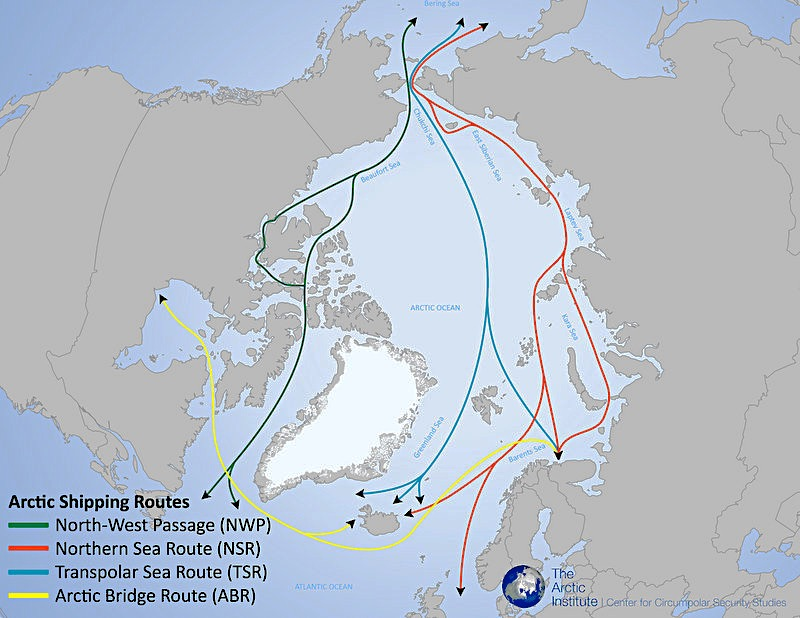 Bering Sea
Chukchi Sea
East Siberian Sea
Beaufort Sea
Laptev Sea
ARCTIC OCEAN
Kara Sea
Greenland Sea
Barents Sea
Arctic Shipping Routes
North-West Passage (NWP)
Northern Sea Route (NSR)
Transpolar Sea Route (TSR)
Arctic Bridge Route (ABR)
ATLANTIC OCEAN
The
Arctic
Institute | Center for Circumpolar Security Studies